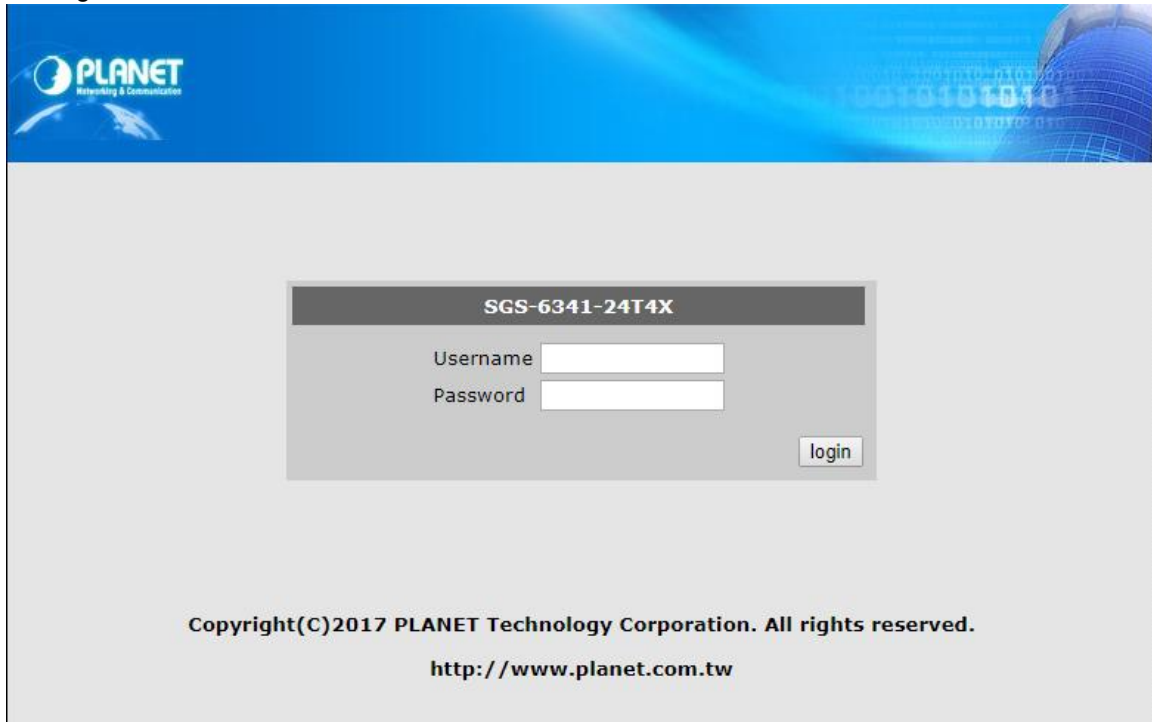 PLANET
Networking & Communication
SGS-6341-24T4X
Username
Password
login
Copyright(C)2017 PLANET Technology Corporation. All rights reserved.
http://www.planet.com.tw